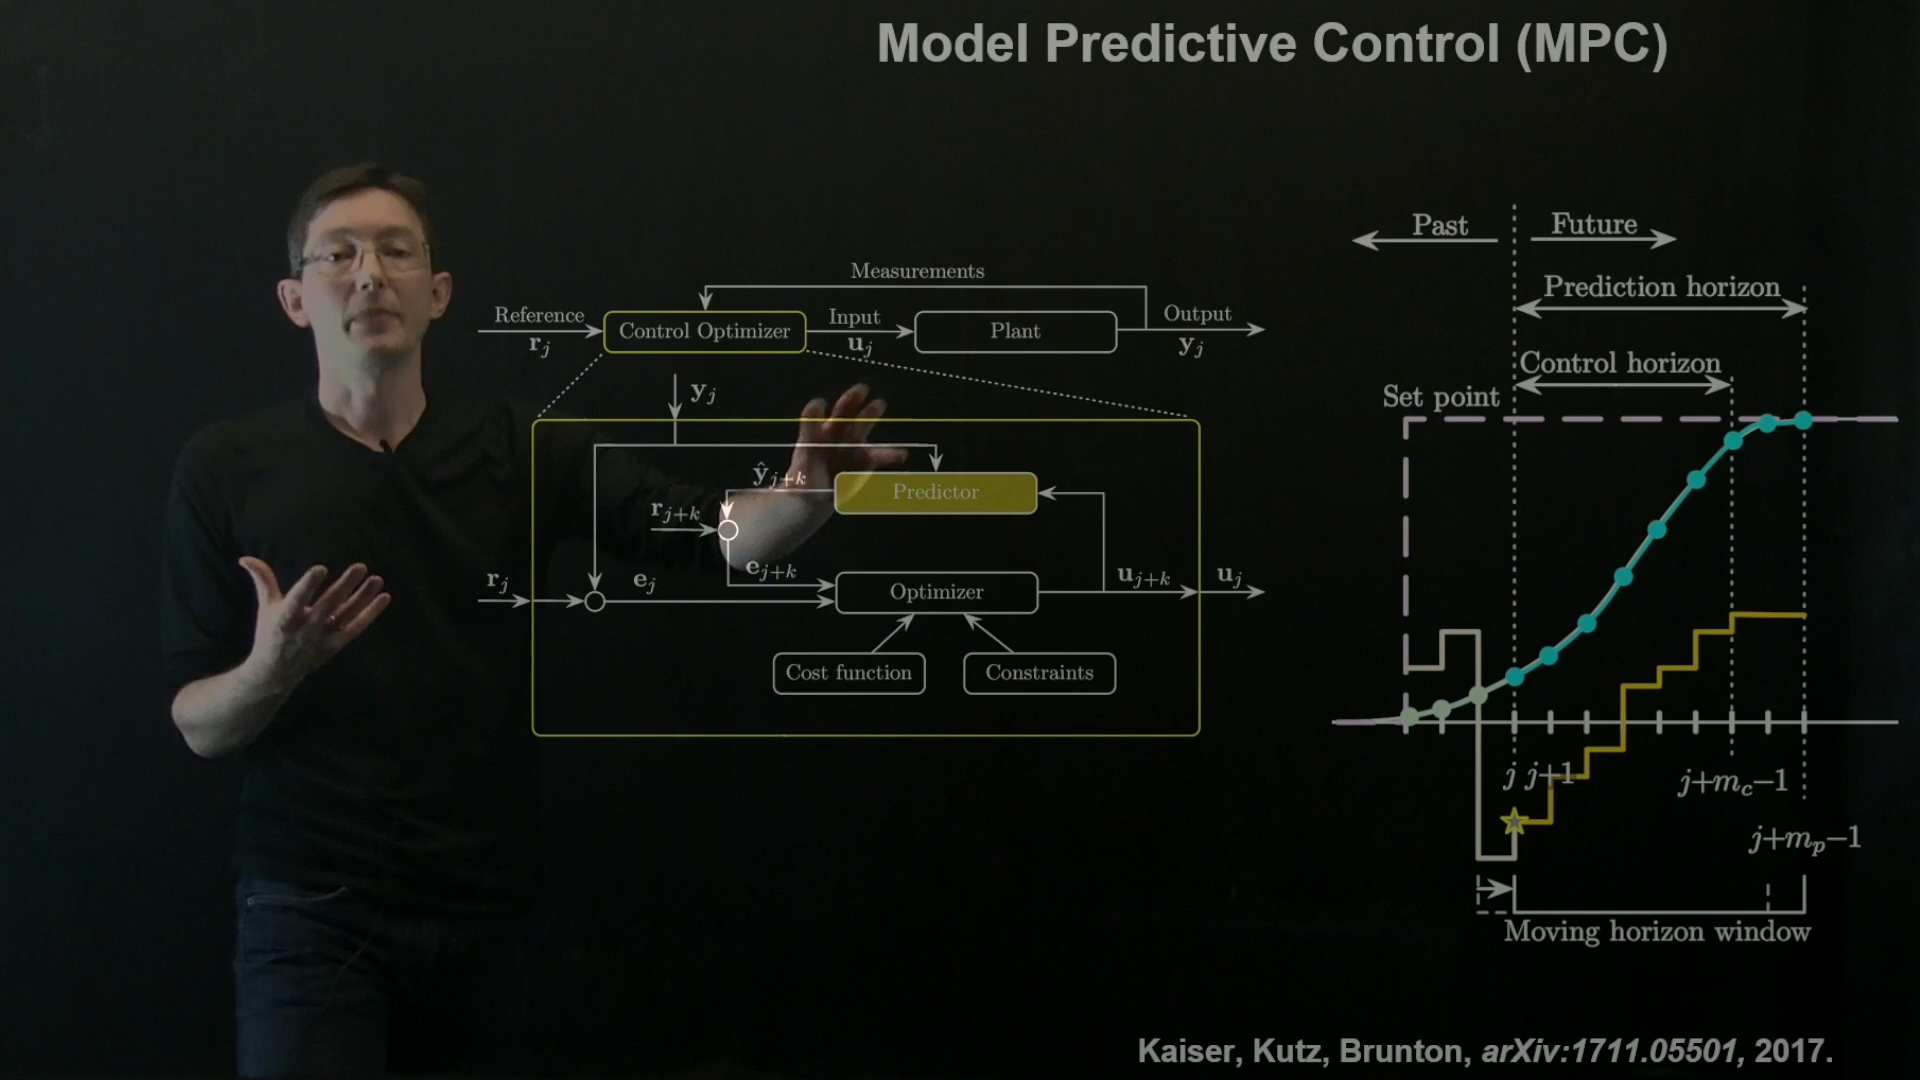 Model Predictive Control (MPC)
Measurements
Reference
r_j
Control Optimizer
Input
u_j
Plant
Output
y_j
y_j
ŷ_{j+k}
Predictor
r_{j+k}
e_{j+k}
r_j
e_j
Optimizer
u_{j+k}
u_j
Cost function
Constraints
Past
Future
Prediction horizon
Control horizon
Set point
j
j+1
j+m_c−1
j+m_p−1
Moving horizon window
Kaiser, Kutz, Brunton, arXiv:1711.05501, 2017.